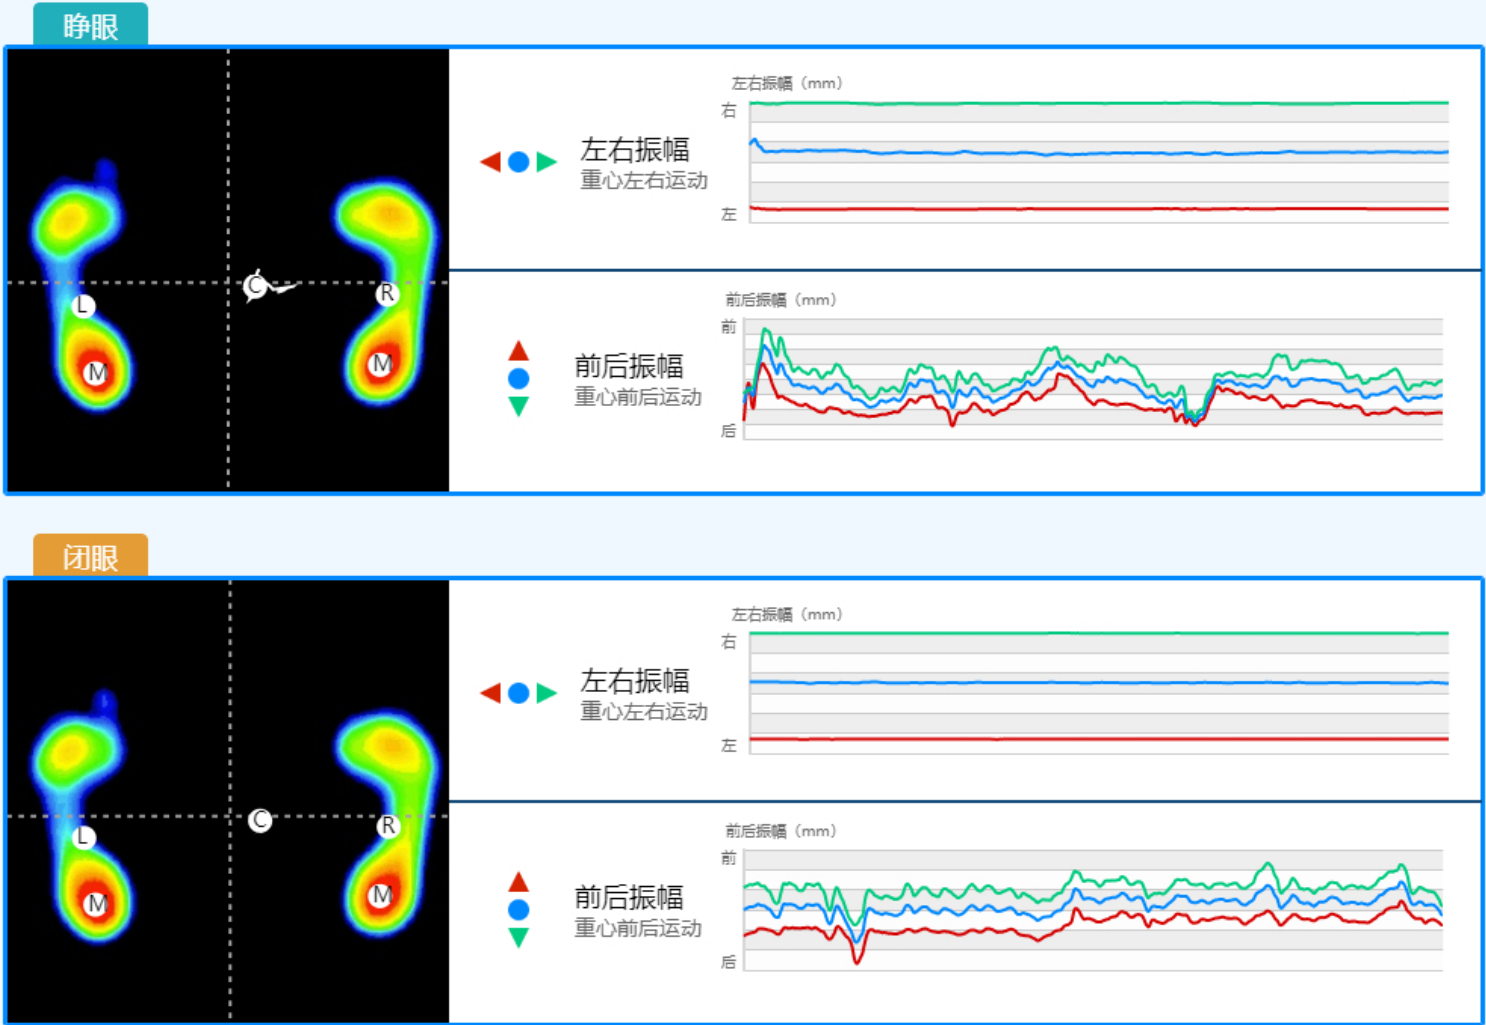 睁眼
左右振幅（mm）
右
左右振幅
重心左右运动
左
C
L
R
M
M
前后振幅（mm）
前
前后振幅
重心前后运动
后
闭眼
左右振幅（mm）
右
左右振幅
重心左右运动
左
C
L
R
M
M
前后振幅（mm）
前
前后振幅
重心前后运动
后